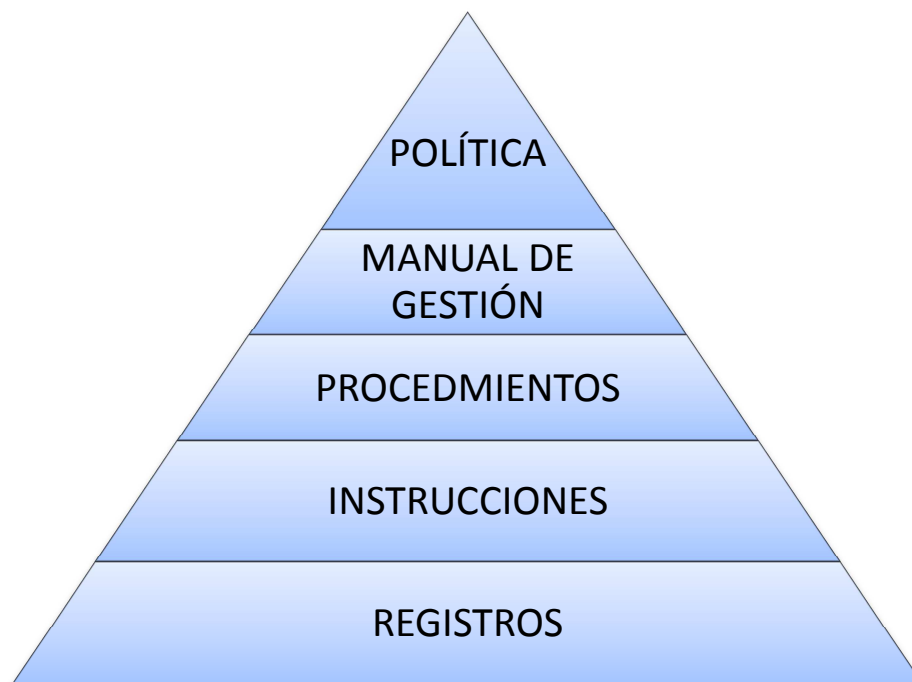 POLÍTICA
MANUAL DE
GESTIÓN
PROCEDMIENTOS
INSTRUCCIONES
REGISTROS